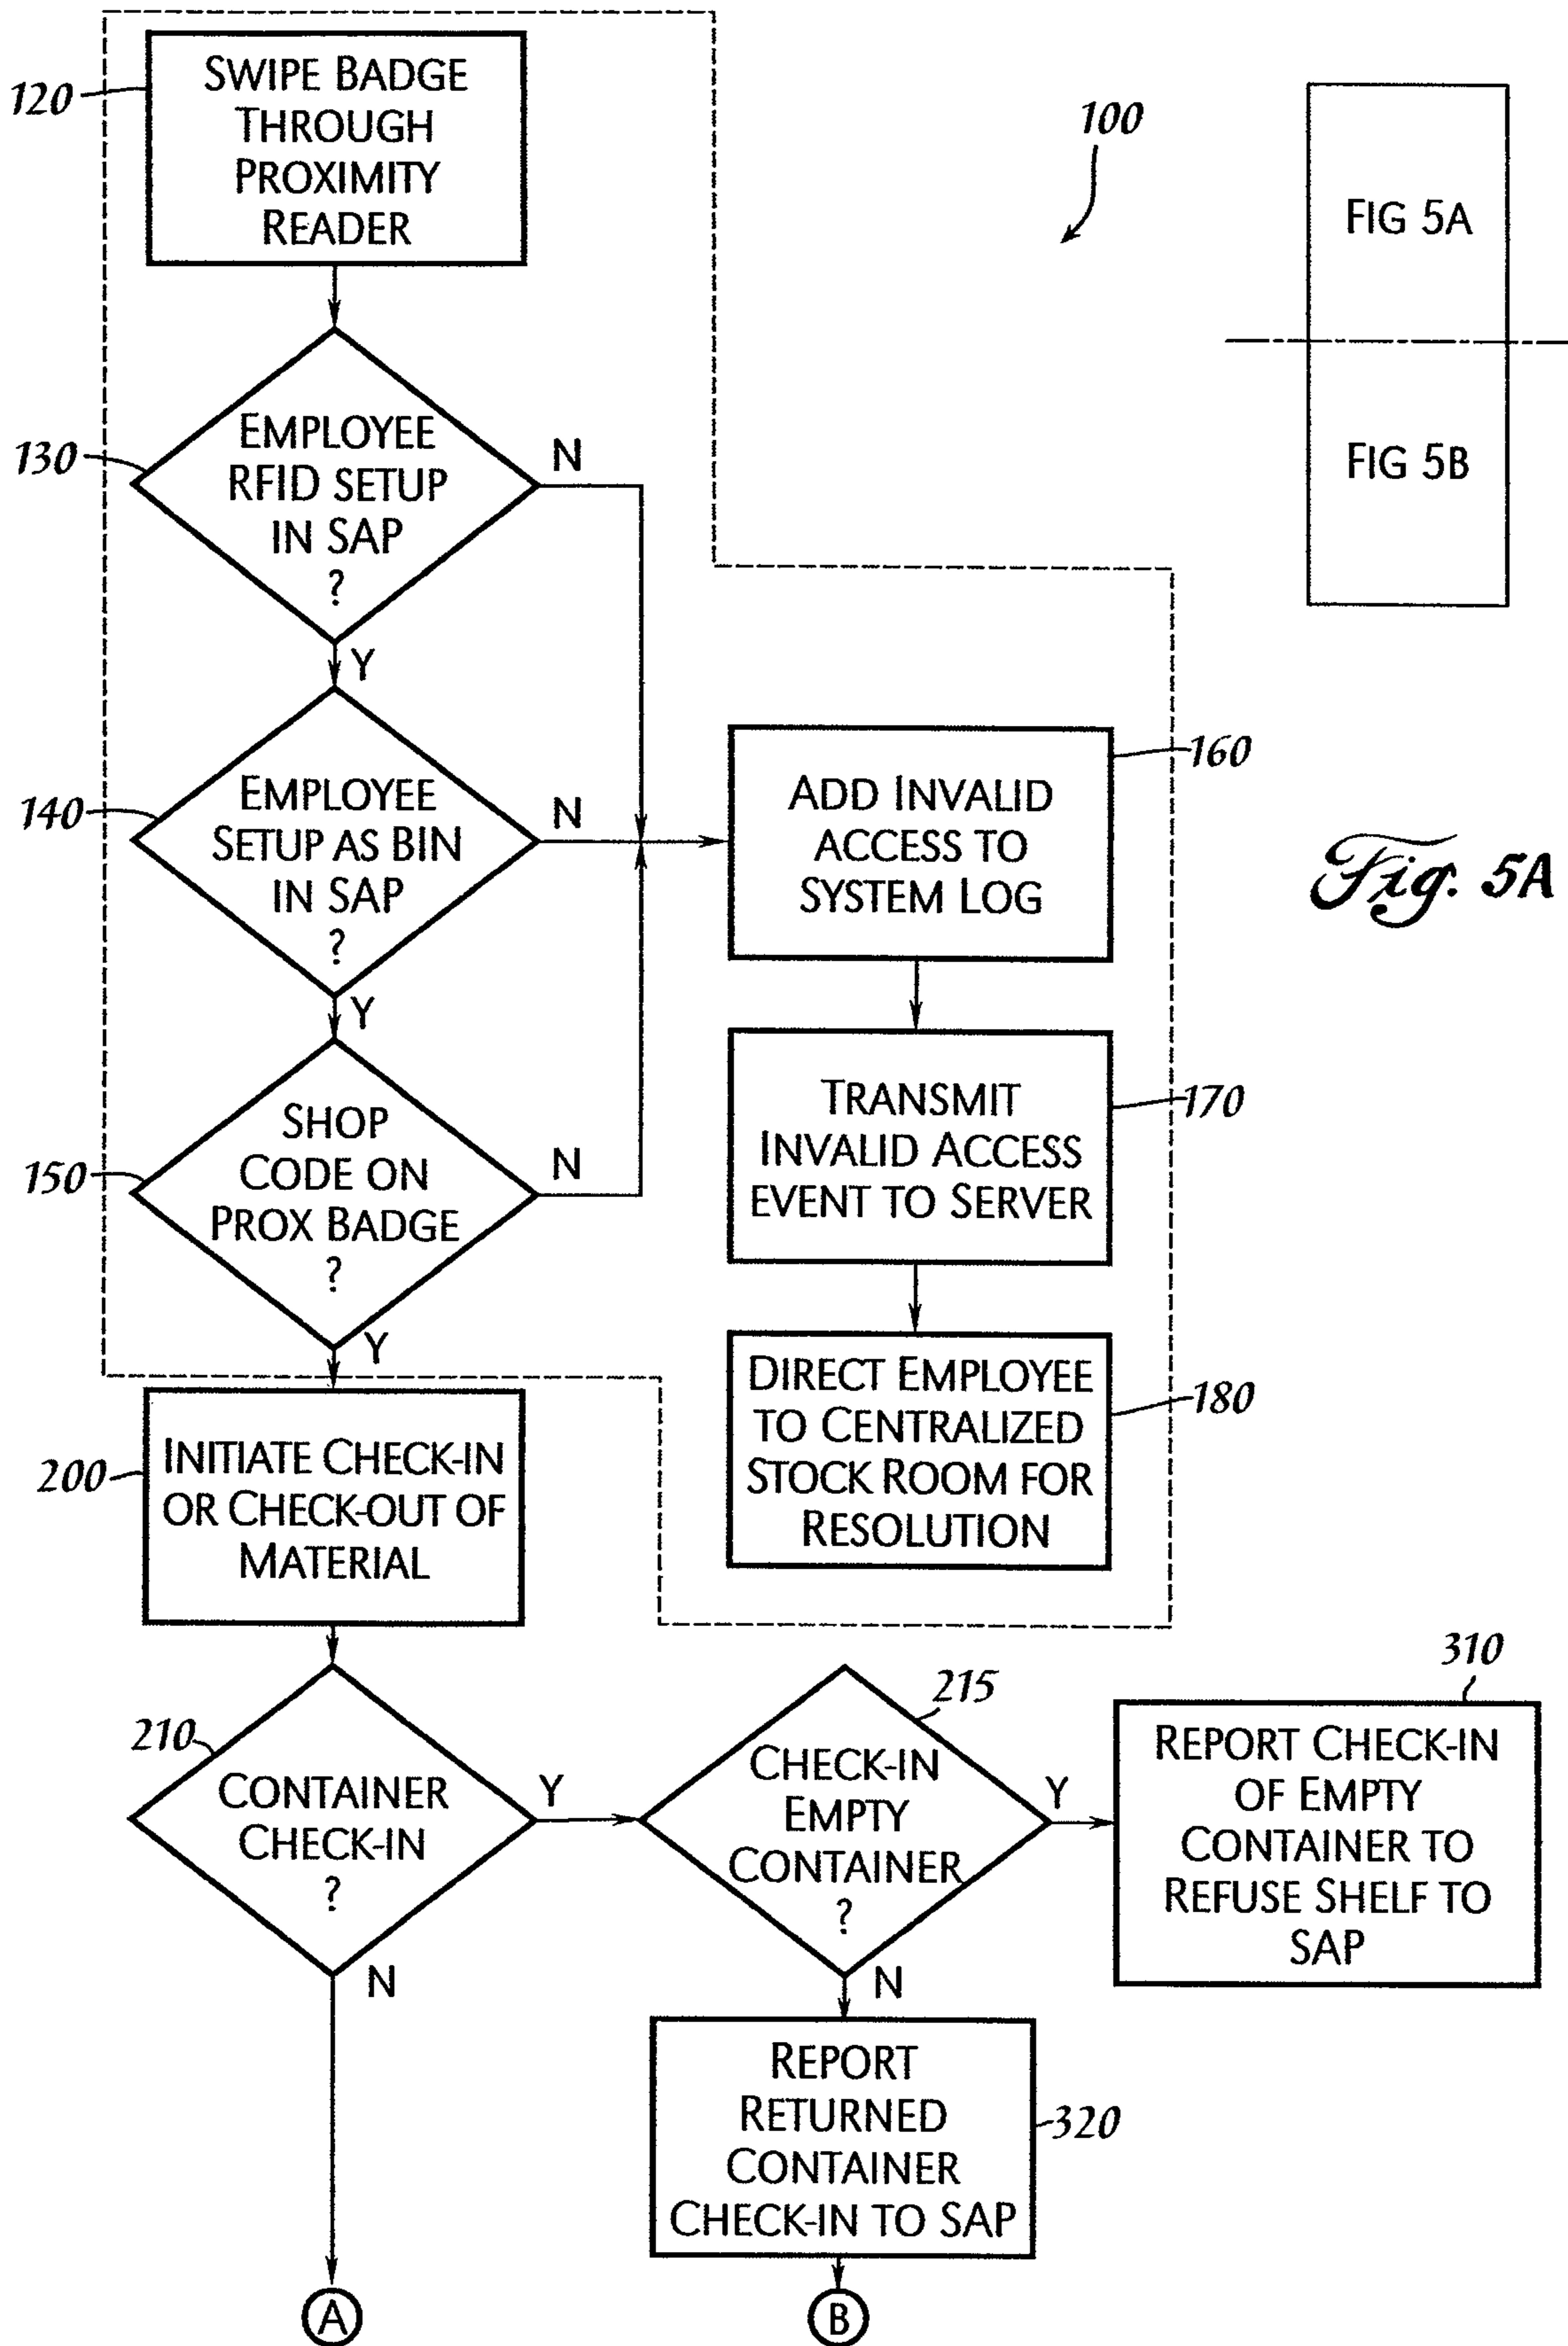 120
SWIPE BADGE
THROUGH
PROXIMITY
READER
100
FIG 5A
FIG 5B
130
EMPLOYEE
RFID SETUP
IN SAP
?
N
Y
140
EMPLOYEE
SETUP AS BIN
IN SAP
?
N
Y
150
SHOP
CODE ON
PROX BADGE
?
N
Y
160
ADD INVALID
ACCESS TO
SYSTEM LOG
Fig. 5A
170
TRANSMIT
INVALID ACCESS
EVENT TO SERVER
180
DIRECT EMPLOYEE
TO CENTRALIZED
STOCK ROOM FOR
RESOLUTION
200
INITIATE CHECK-IN
OR CHECK-OUT OF
MATERIAL
210
CONTAINER
CHECK-IN
?
Y
N
215
CHECK-IN
EMPTY
CONTAINER
?
Y
N
310
REPORT CHECK-IN
OF EMPTY
CONTAINER TO
REFUSE SHELF TO
SAP
REPORT
RETURNED
CONTAINER
CHECK-IN TO SAP
320
A
B